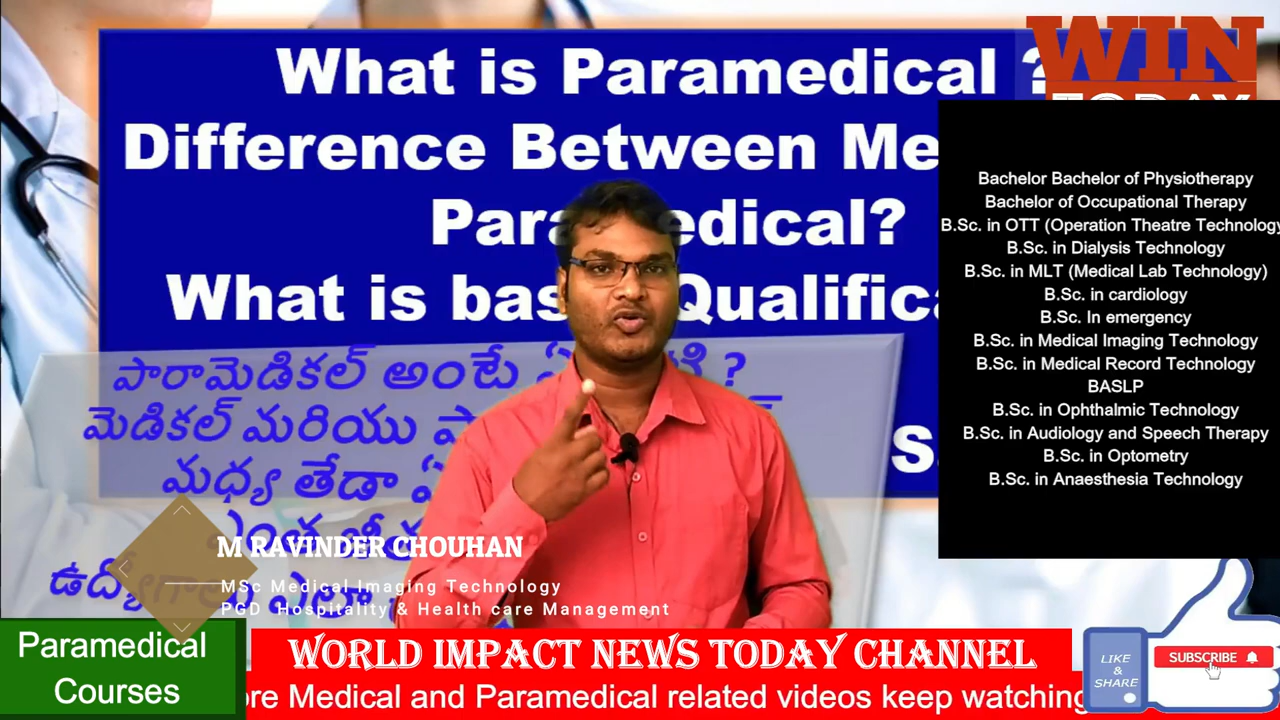 What is Paramedical ?
Difference Between Me
Paramedical?
What is bas Qualifica
s.
పారామెడికల్ అంటే ?
మెడికల్ మరియు
మధ్య తేడా
WIN
TODAY
Bachelor Bachelor of Physiotherapy
Bachelor of Occupational Therapy
B.Sc. in OTT (Operation Theatre Technology
B.Sc. in Dialysis Technology
B.Sc. in MLT (Medical Lab Technology)
B.Sc. in cardiology
B.Sc. In emergency
B.Sc. in Medical Imaging Technology
B.Sc. in Medical Record Technology
BASLP
B.Sc. in Ophthalmic Technology
B.Sc. in Audiology and Speech Therapy
B.Sc. in Optometry
B.Sc. in Anaesthesia Technology
M RAVINDER CHOUHAN
MSc Medical Imaging Technology
PGD Hospitality & Health care Management
Paramedical
Courses
WORLD IMPACT NEWS TODAY CHANNEL
ore Medical and Paramedical related videos keep watching
LIKE
&
SHARE
SUBSCRIBE